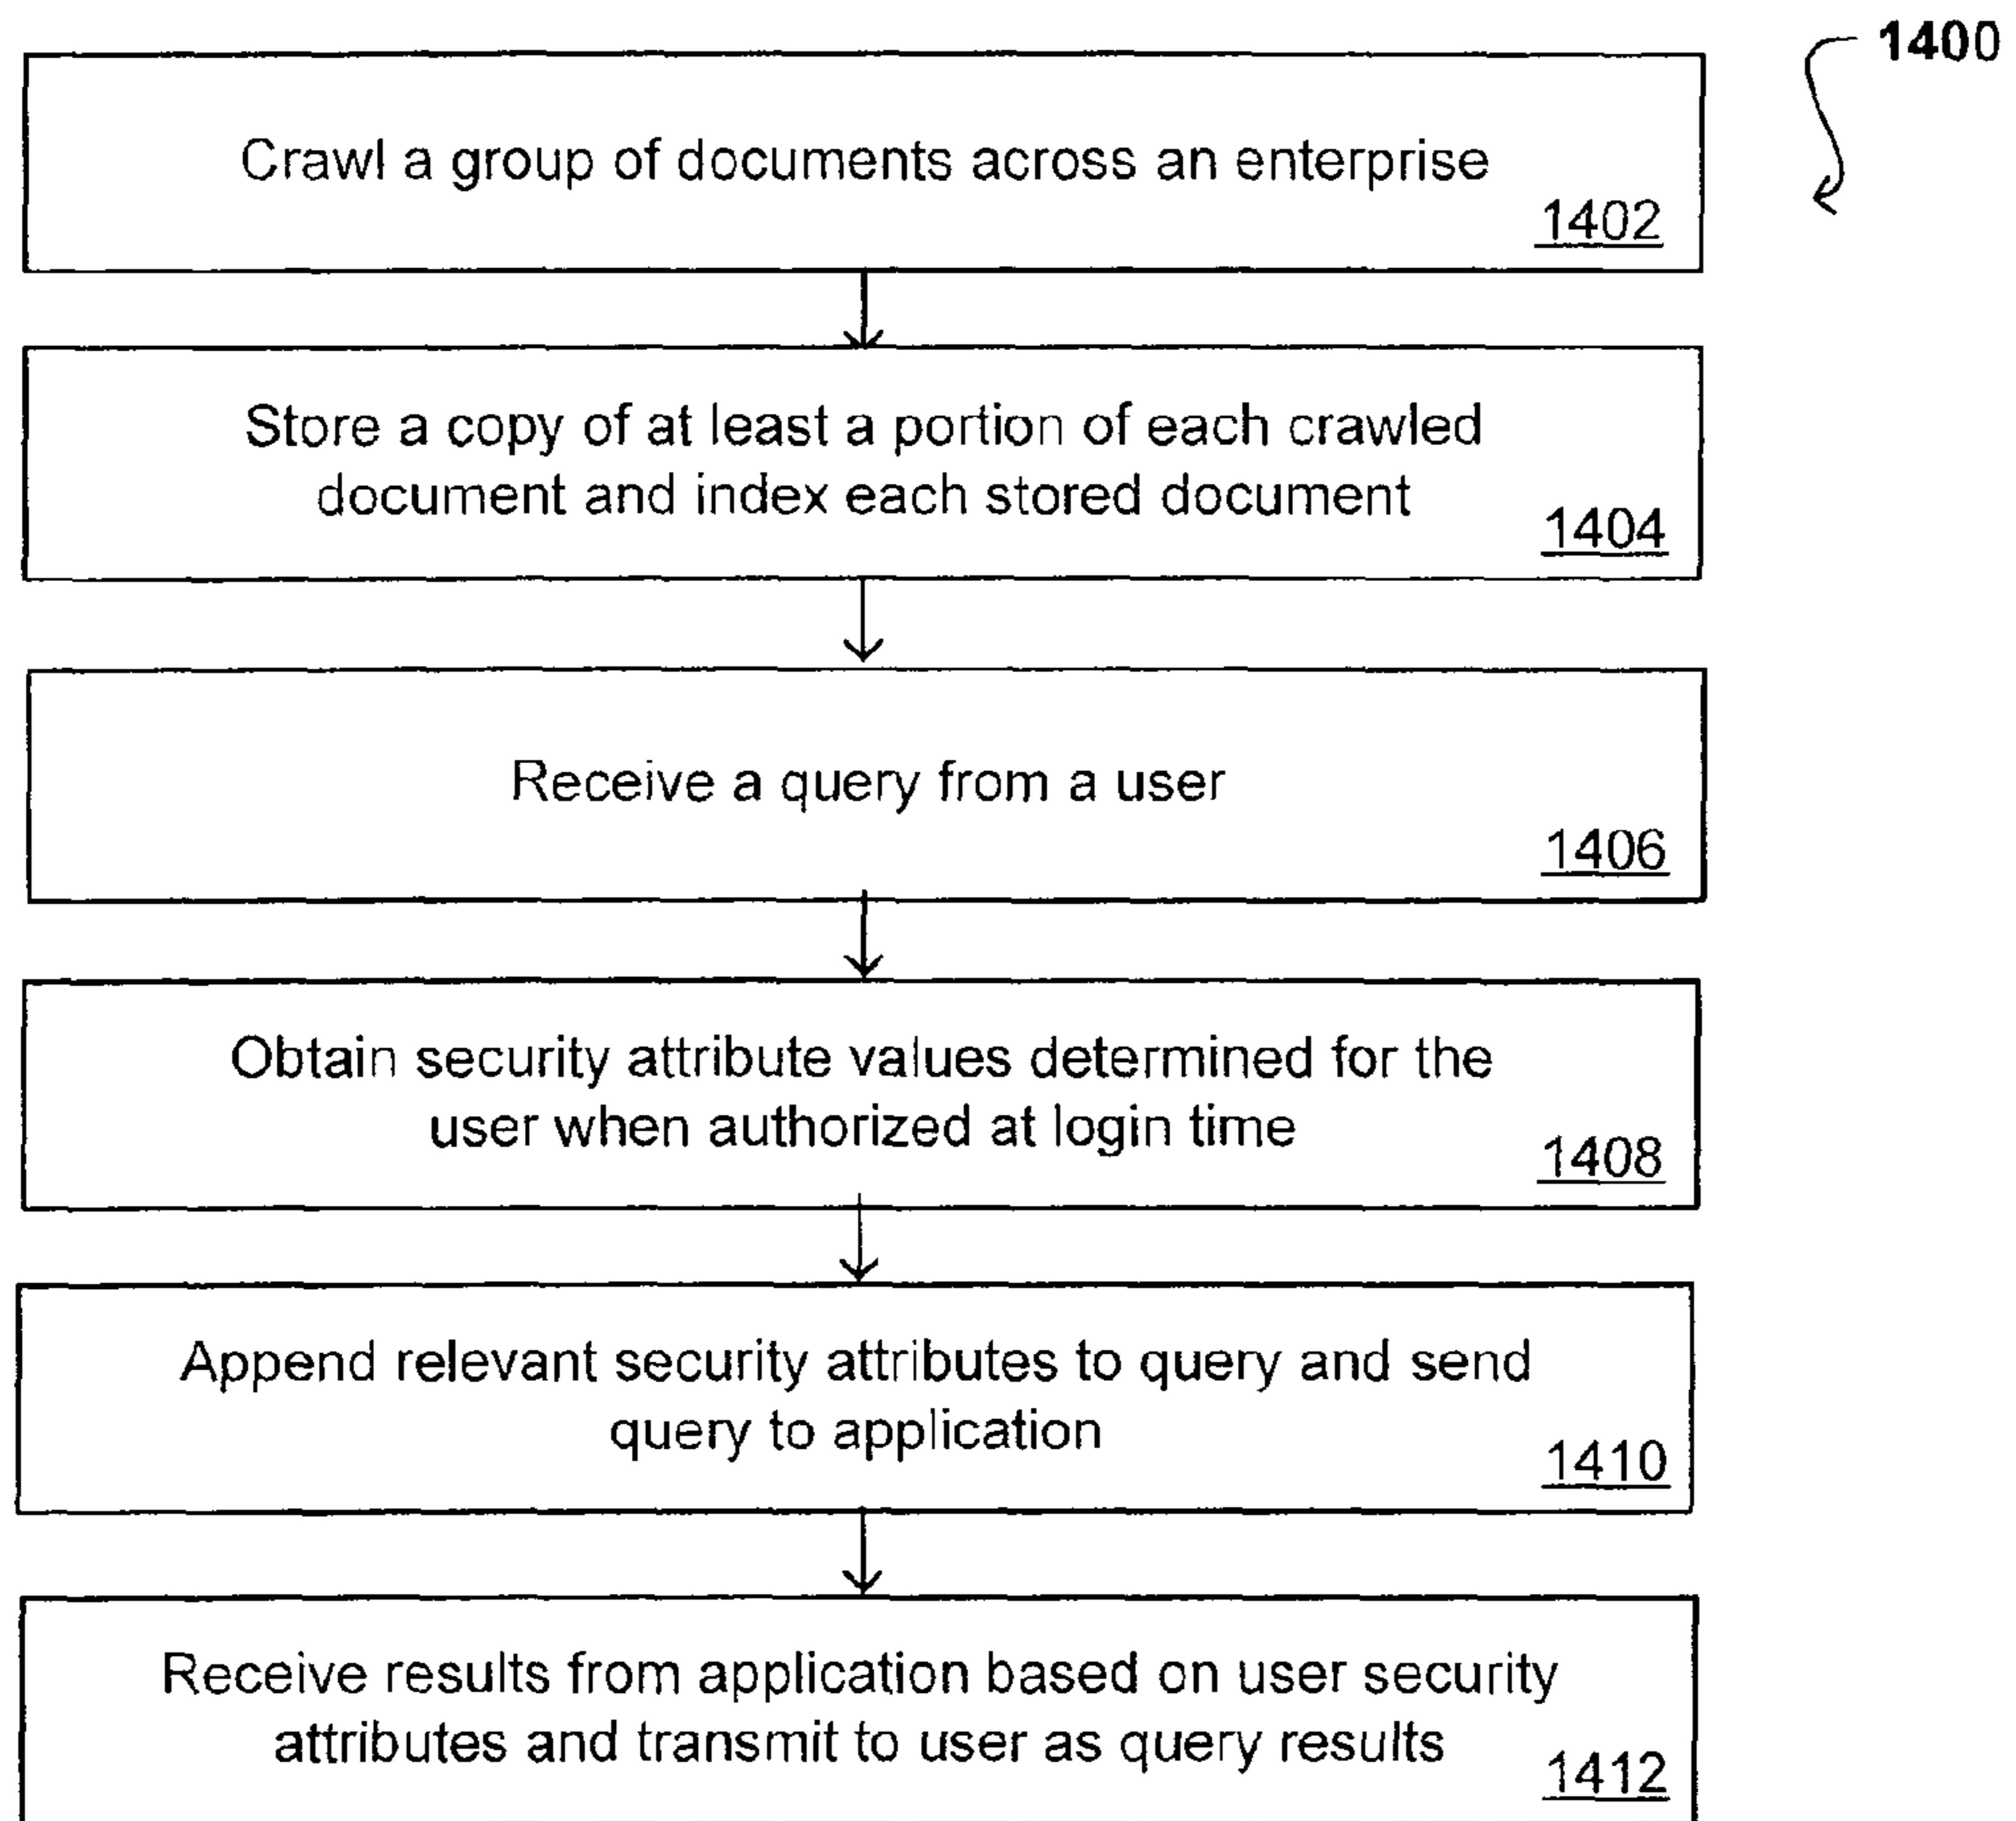 1400
Crawl a group of documents across an enterprise
1402
Store a copy of at least a portion of each crawled
document and index each stored document
1404
Receive a query from a user
1406
Obtain security attribute values determined for the
user when authorized at login time
1408
Append relevant security attributes to query and send
query to application
1410
Receive results from application based on user security
attributes and transmit to user as query results
1412